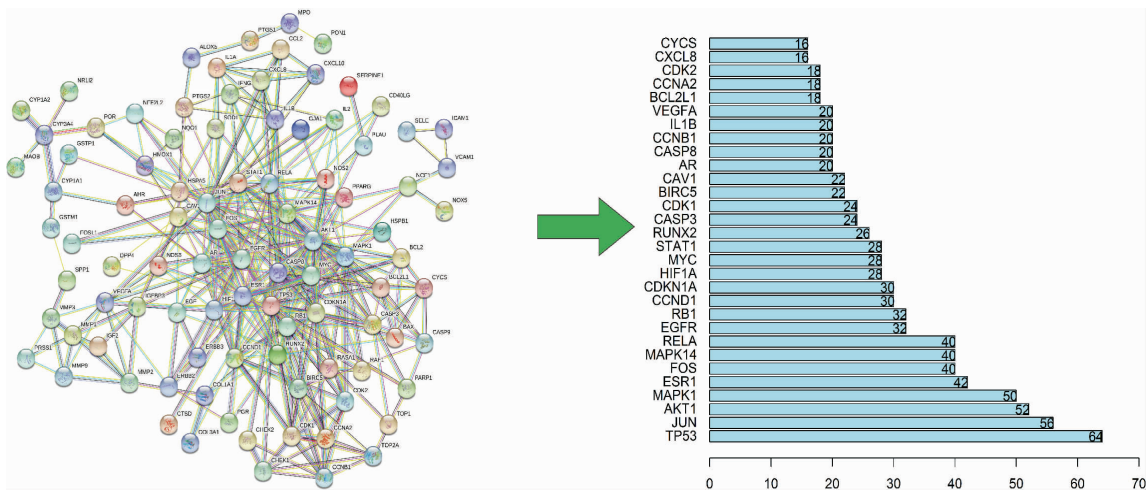 MPO
PTGS1
PON1
CCL2
ALOX5
IL1A
CXCL8
CXCL10
SERPINE1
NR1I2
IFNG
CYP1A2
NFE2L2
PTGS2
CD40LG
IL1B
IL2
CYP3A4
POR
SOD1
GJA1
SELE
ICAM1
NQO1
PLAU
MAOB
GSTP1
HMOX1
VCAM1
STAT1
RELA
NOS2
NCF1
CYP1A1
HSPA5
PPARG
AHR
JUN
MAPK14
NOX5
GSTM1
CAV1
FOS
HSPB1
AKT1
DPP4
NOS3
AR
EGFR
MAPK1
BCL2
SPP1
CASP8
MYC
BCL2L1
CYCS
VEGFA
IGFBP3
EGF
HIF1A
ESR1
TP53
CDKN1A
MMP3
MMP1
RB1
CASP3
BAX
CASP9
PRSS1
IGF2
ERBB3
CCND1
RUNX2
RASA1
RAF1
MMP9
MMP2
ERBB2
COL1A1
BIRC5
CDK2
PARP1
CTSD
PGR
TOP1
COL3A1
CHEK2
CDK1
CCNA2
TOP2A
CHEK1
CCNB1
CYCS 16
CXCL8 16
CDK2 18
CCNA2 18
BCL2L1 18
VEGFA 20
IL1B 20
CCNB1 20
CASP8 20
AR 20
CAV1 22
BIRC5 22
CDK1 24
CASP3 24
RUNX2 26
STAT1 28
MYC 28
HIF1A 28
CDKN1A 30
CCND1 30
RB1 32
EGFR 32
RELA 40
MAPK14 40
FOS 40
ESR1 42
MAPK1 50
AKT1 52
JUN 56
TP53 64
0 10 20 30 40 50 60 70